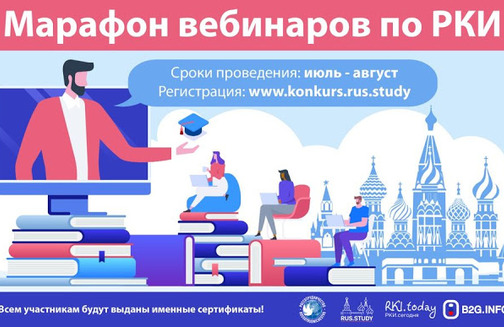 Марафон вебинаров по РКИ
Сроки проведения: июль - август
Регистрация: www.konkurs.rus.study
Всем участникам будут выданы именные сертификаты!
RUS.STUDY
RKI.today
РКИ.сегодня
B2G.INFO